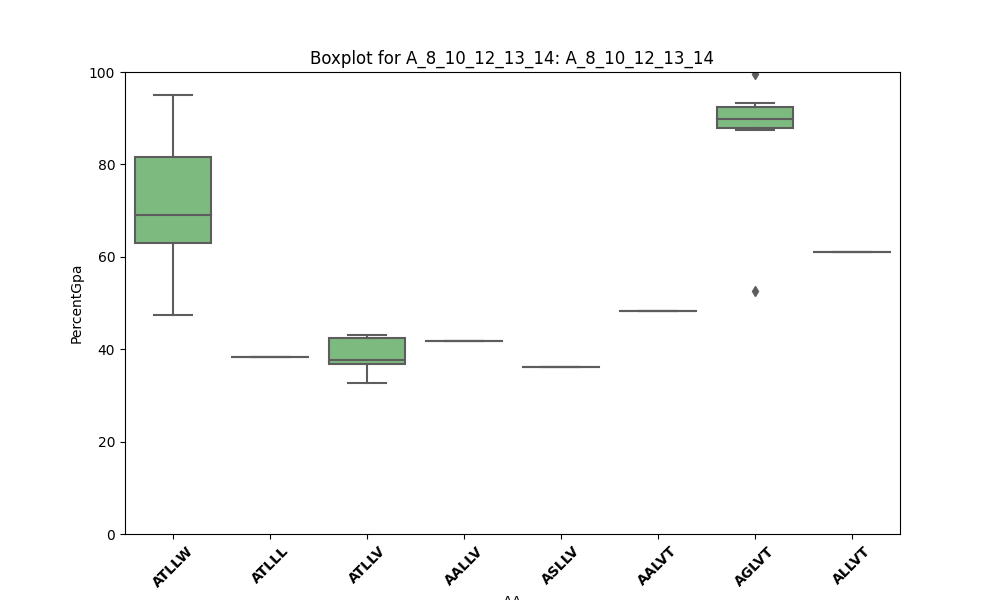 Boxplot for A_8_10_12_13_14: A_8_10_12_13_14
100
80
60
40
20
0
PercentGpa
ATLLW
ATLLL
ATLLV
AALLV
ASLLV
AALVT
AGLVT
ALLVT
AA